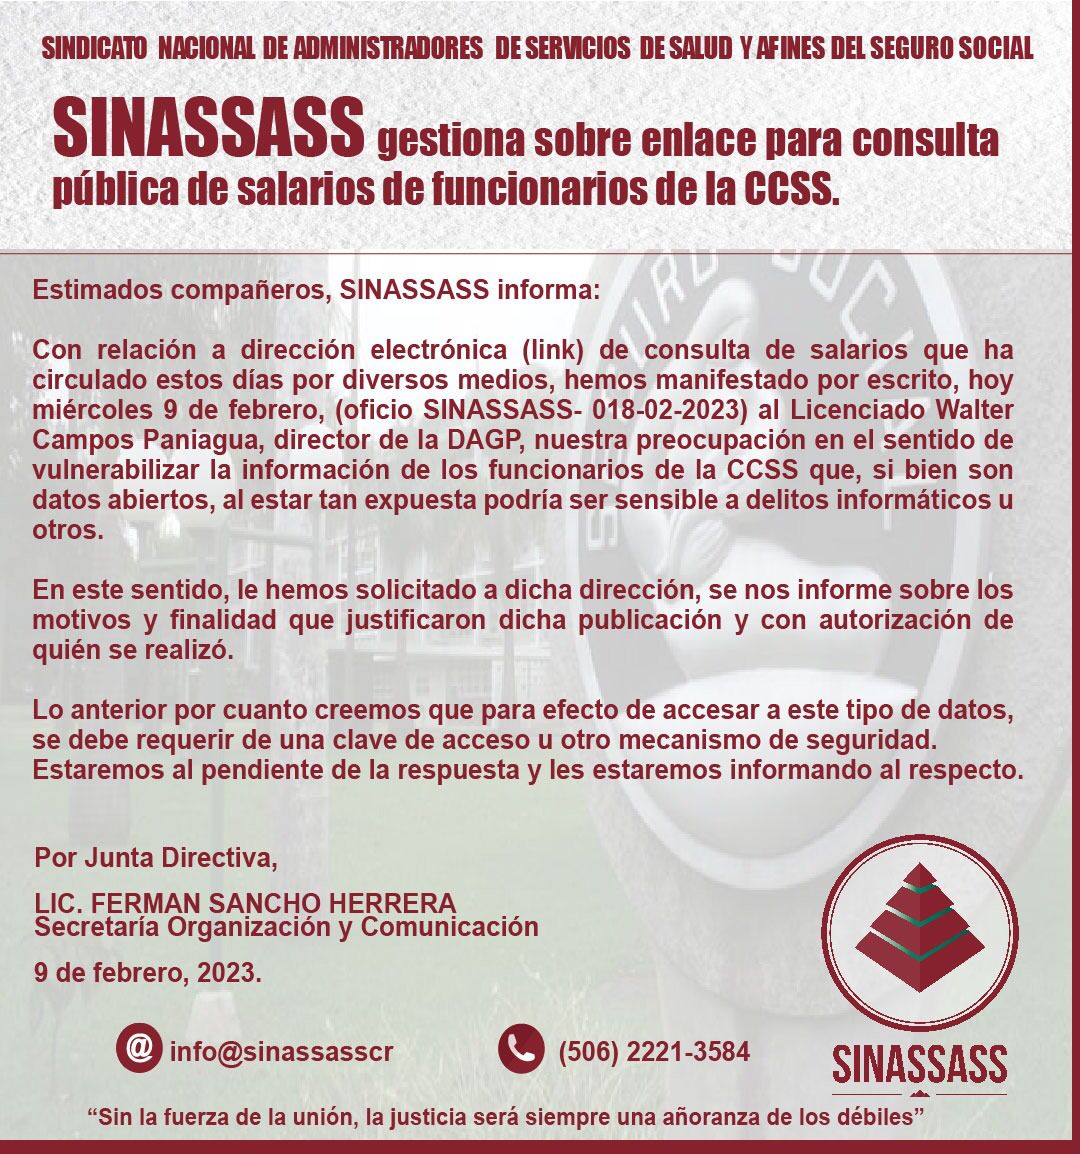 SINDICATO NACIONAL DE ADMINISTRADORES DE SERVICIOS DE SALUD Y AFINES DEL SEGURO SOCIAL
SINASSASS gestiona sobre enlace para consulta
pública de salarios de funcionarios de la CCSS.
Estimados compañeros, SINASSASS informa:
Con relación a dirección electrónica (link) de consulta de salarios que ha
circulado estos días por diversos medios, hemos manifestado por escrito, hoy
miércoles 9 de febrero, (oficio SINASSASS- 018-02-2023) al Licenciado Walter
Campos Paniagua, director de la DAGP, nuestra preocupación en el sentido de
vulnerabilizar la información de los funcionarios de la CCSS que, si bien son
datos abiertos, al estar tan expuesta podría ser sensible a delitos informáticos u
otros.
En este sentido, le hemos solicitado a dicha dirección, se nos informe sobre los
motivos y finalidad que justificaron dicha publicación y con autorización de
quién se realizó.
Lo anterior por cuanto creemos que para efecto de accesar a este tipo de datos,
se debe requerir de una clave de acceso u otro mecanismo de seguridad.
Estaremos al pendiente de la respuesta y les estaremos informando al respecto.
Por Junta Directiva,
LIC. FERMAN SANCHO HERRERA
Secretaría Organización y Comunicación
9 de febrero, 2023.
@ info@sinassasscr
(506) 2221-3584
SINASSASS
“Sin la fuerza de la unión, la justicia será siempre una añoranza de los débiles”